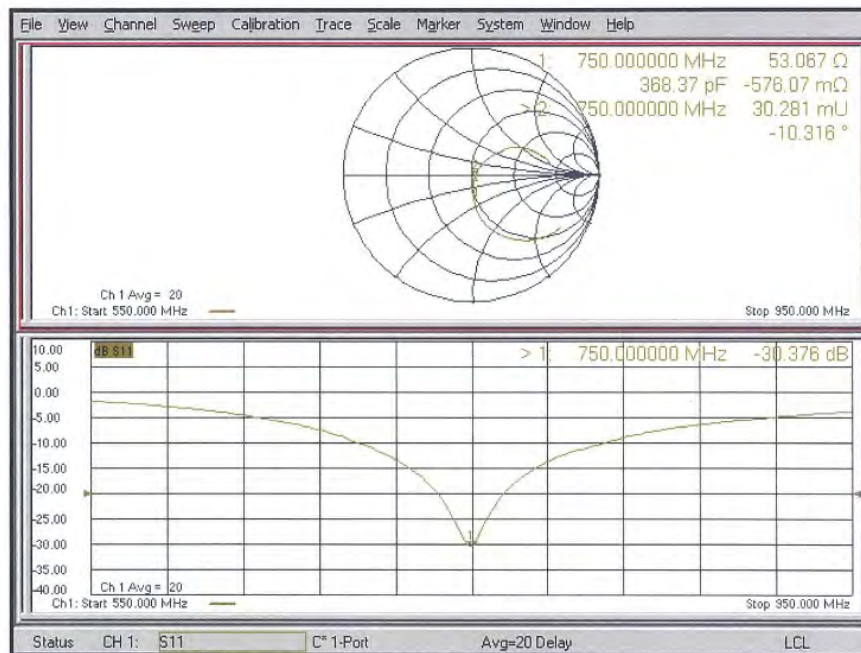 File View Channel Sweep Calibration Trace Scale Marker System Window Help
1: 750.000000 MHz 53.067 Ω
368.37 pF -576.07 mΩ
> 2: 750.000000 MHz 30.281 mU
-10.316 °
Ch 1 Avg = 20
Ch1: Start 550.000 MHz
Stop 950.000 MHz
10.00
dB S11
> 1: 750.000000 MHz -30.376 dB
5.00
0.00
-5.00
-10.00
-15.00
-20.00
-25.00
-30.00
1
-35.00
-40.00
Ch 1 Avg = 20
Ch1: Start 550.000 MHz
Stop 950.000 MHz
Status CH 1: S11 C* 1-Port Avg=20 Delay LCL